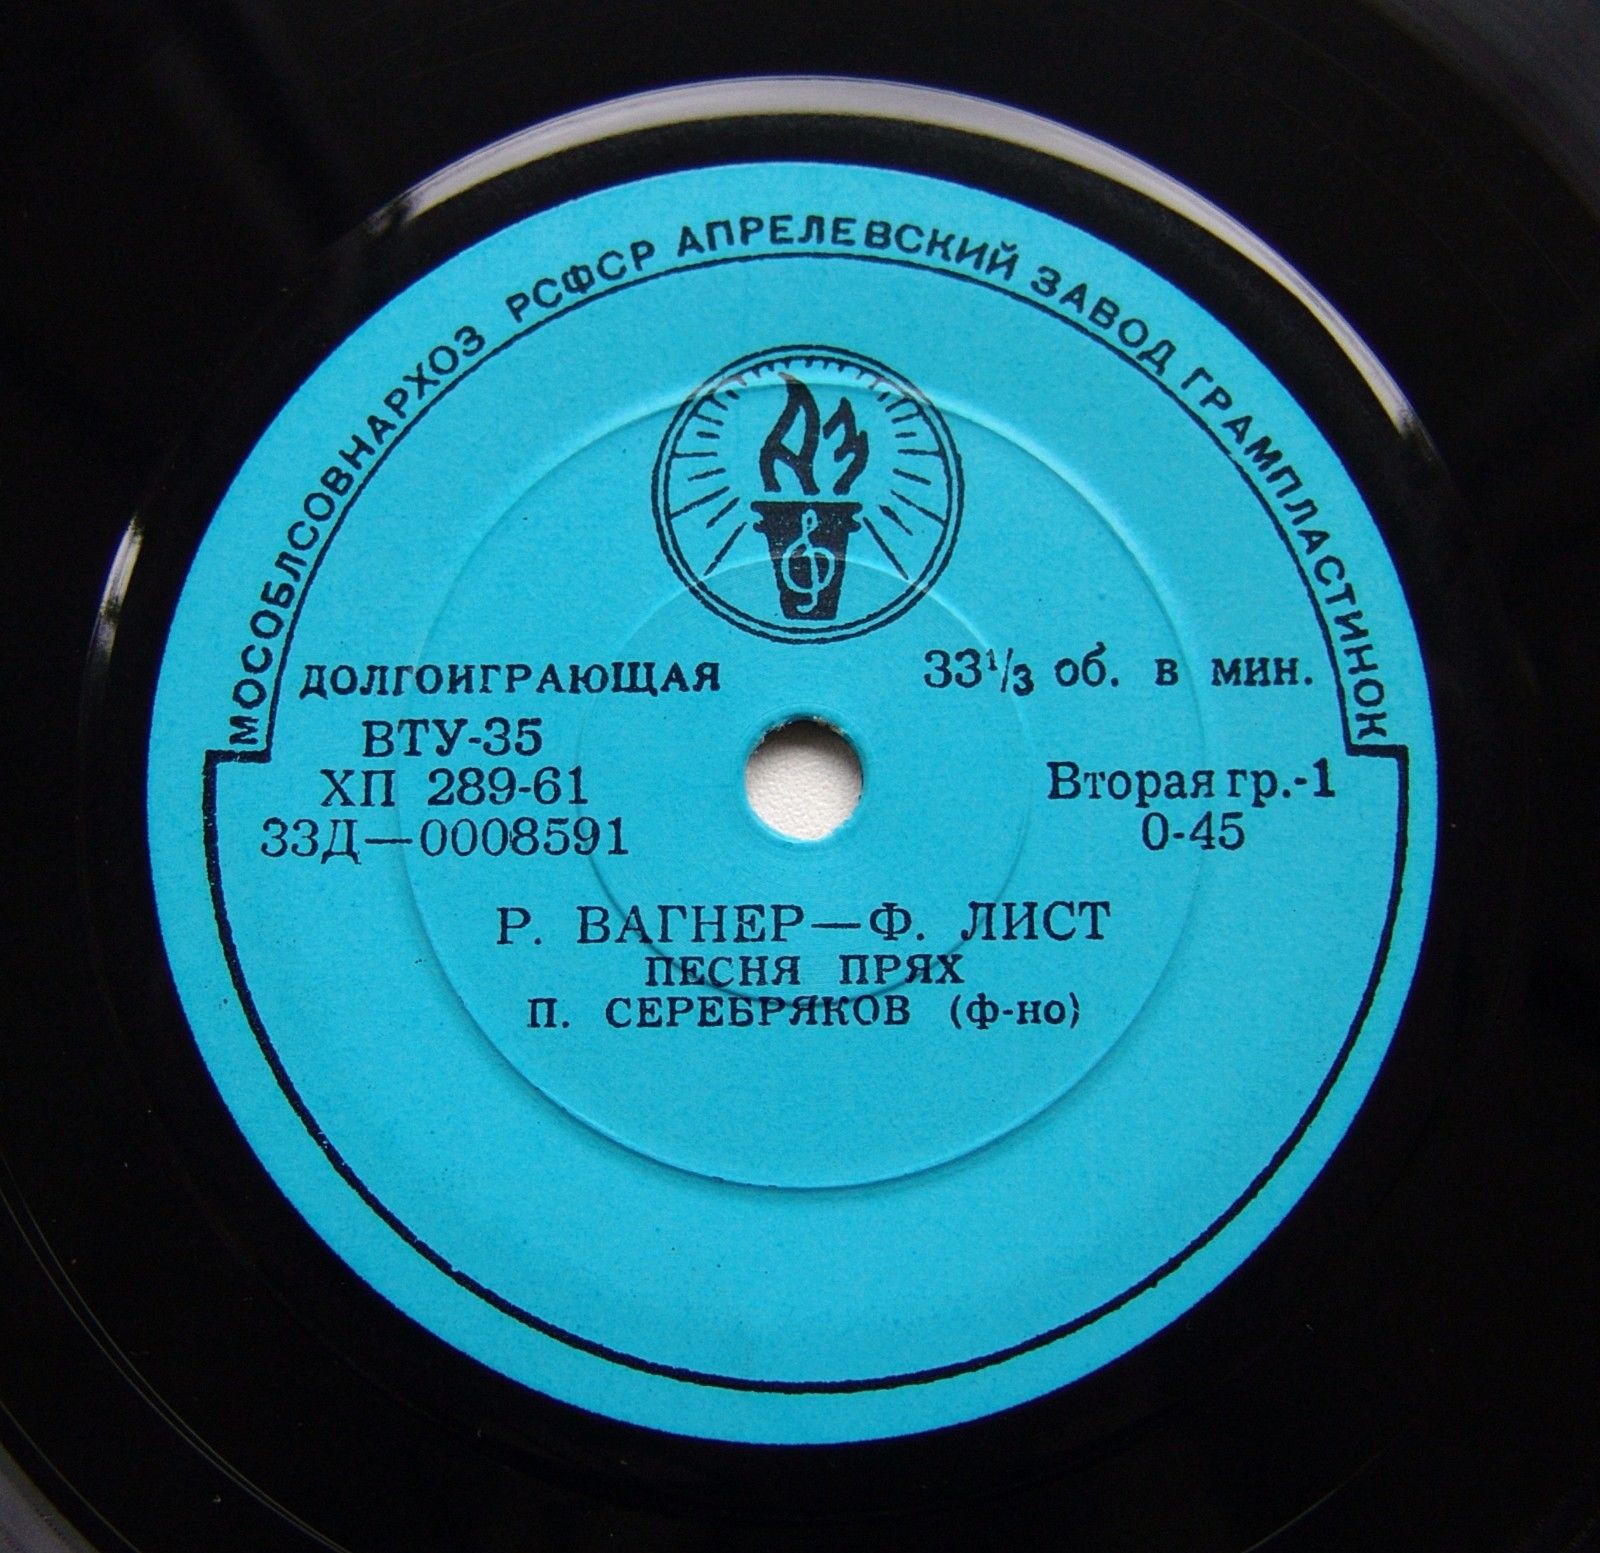 МОСОБЛСОВНАРХОЗ РСФСР АПРЕЛЕВСКИЙ ЗАВОД ГРАМПЛАСТИНОК
АЗ
ДОЛГОИГРАЮЩАЯ
33⅓ об. в мин.
ВТУ-35
ХП 289-61
33Д—0008591
Вторая гр.-1
0-45
Р. ВАГНЕР—Ф. ЛИСТ
ПЕСНЯ ПРЯХ
П. СЕРЕБРЯКОВ (ф-но)